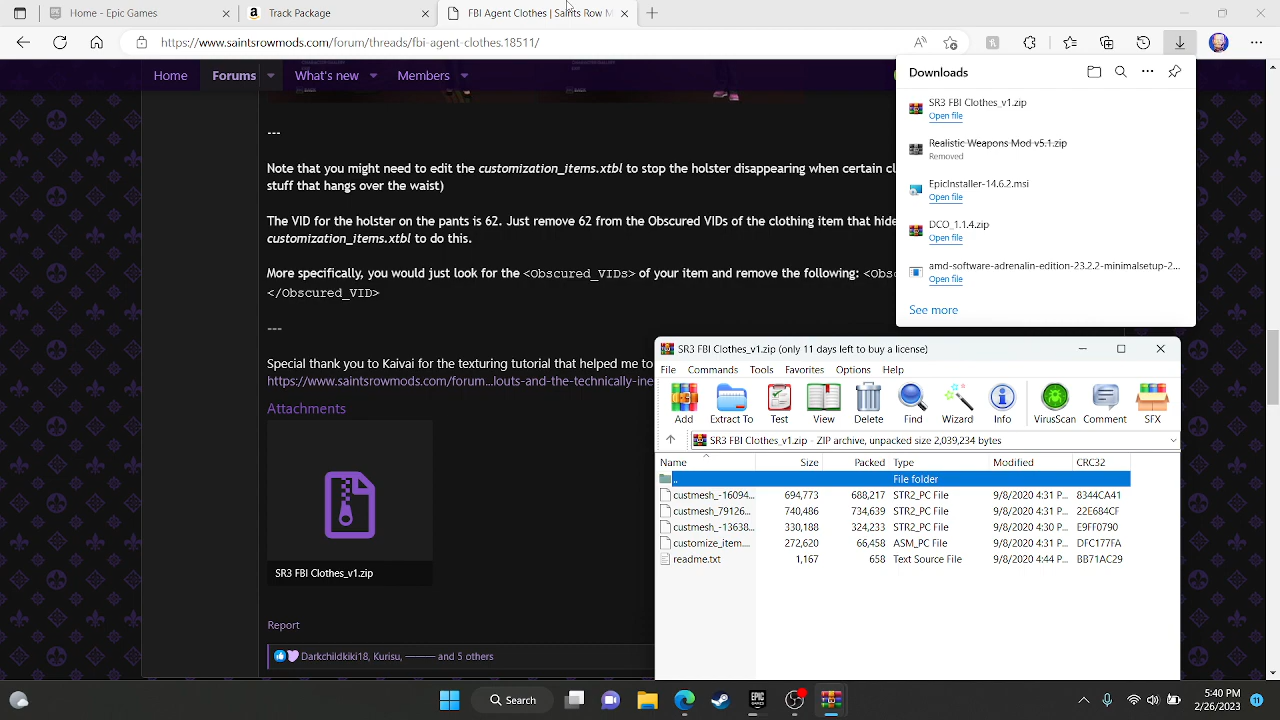 Home - Epic Games
Track Package
FBI Agent Clothes | Saints Row M
https://www.saintsrowmods.com/forum/threads/fbi-agent-clothes.18511/
Home
Forums
What's new
Members
---
Note that you might need to edit the customization_items.xtbl to stop the holster disappearing when certain cl
stuff that hangs over the waist)
The VID for the holster on the pants is 62. Just remove 62 from the Obscured VIDs of the clothing item that hide
customization_items.xtbl to do this.
More specifically, you would just look for the <Obscured_VIDs> of your item and remove the following: <Obs
</Obscured_VID>
---
Special thank you to Kaivai for the texturing tutorial that helped me to
https://www.saintsrowmods.com/forum...louts-and-the-technically-ine
Attachments
SR3 FBI Clothes_v1.zip
Report
Darkchildkiki18, Kurisu, ——— and 5 others
Downloads
SR3 FBI Clothes_v1.zip
Open file
Realistic Weapons Mod v5.1.zip
Removed
EpicInstaller-14.6.2.msi
Open file
DCO_1.1.4.zip
Open file
amd-software-adrenalin-edition-23.2.2-minimalsetup-2...
Open file
See more
SR3 FBI Clothes_v1.zip (only 11 days left to buy a license)
File Commands Tools Favorites Options Help
Add Extract To Test View Delete Find Wizard Info VirusScan Comment SFX
SR3 FBI Clothes_v1.zip - ZIP archive, unpacked size 2,039,234 bytes
Name Size Packed Type Modified CRC32
.. File folder
custmesh_-16094... 694,773 688,217 STR2_PC File 9/8/2020 4:31 P... 8344CA41
custmesh_79126... 740,486 734,639 STR2_PC File 9/8/2020 4:31 P... 22E684CF
custmesh_-13638... 330,188 324,233 STR2_PC File 9/8/2020 4:30 P... E9FF0790
customize_item.... 272,620 66,458 ASM_PC File 9/8/2020 4:31 P... DFC177FA
readme.txt 1,167 658 Text Source File 9/8/2020 4:44 P... BB71AC29
Search
EPIC GAMES
5:40 PM
2/26/2023
11